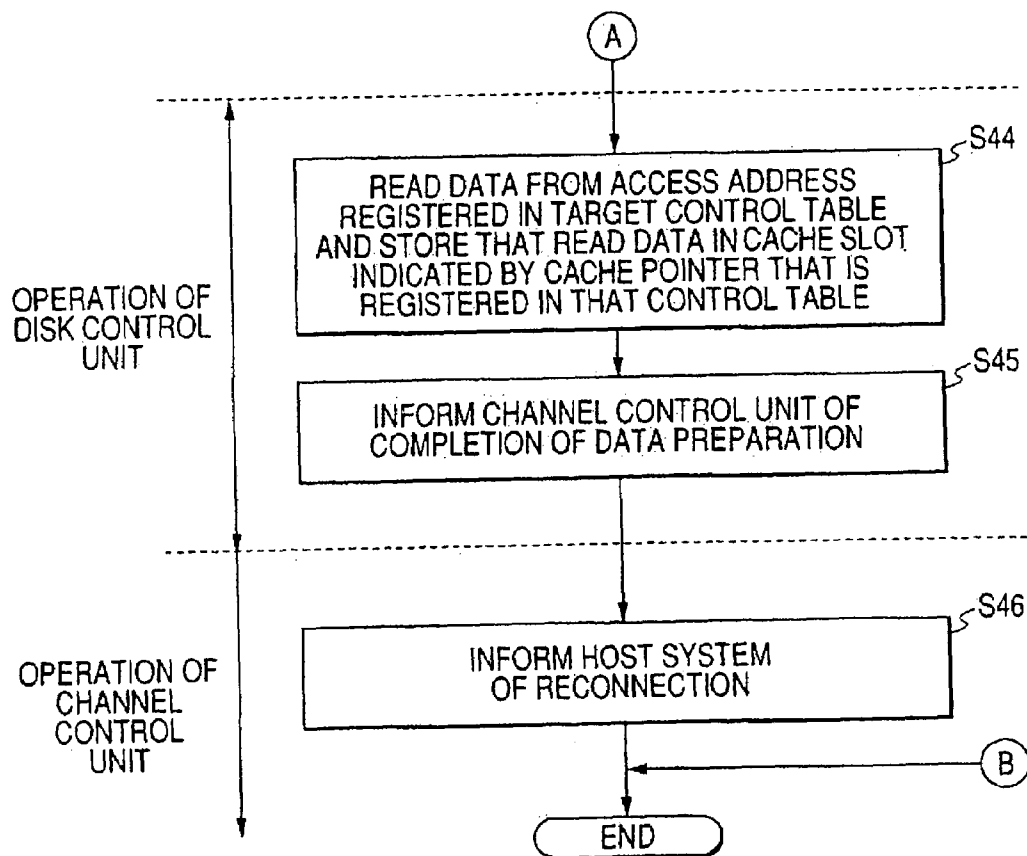 A
S44
READ DATA FROM ACCESS ADDRESS
REGISTERED IN TARGET CONTROL TABLE
AND STORE THAT READ DATA IN CACHE SLOT
INDICATED BY CACHE POINTER THAT IS
REGISTERED IN THAT CONTROL TABLE
OPERATION OF
DISK CONTROL
UNIT
S45
INFORM CHANNEL CONTROL UNIT OF
COMPLETION OF DATA PREPARATION
S46
INFORM HOST SYSTEM
OF RECONNECTION
OPERATION OF
CHANNEL
CONTROL
UNIT
B
END